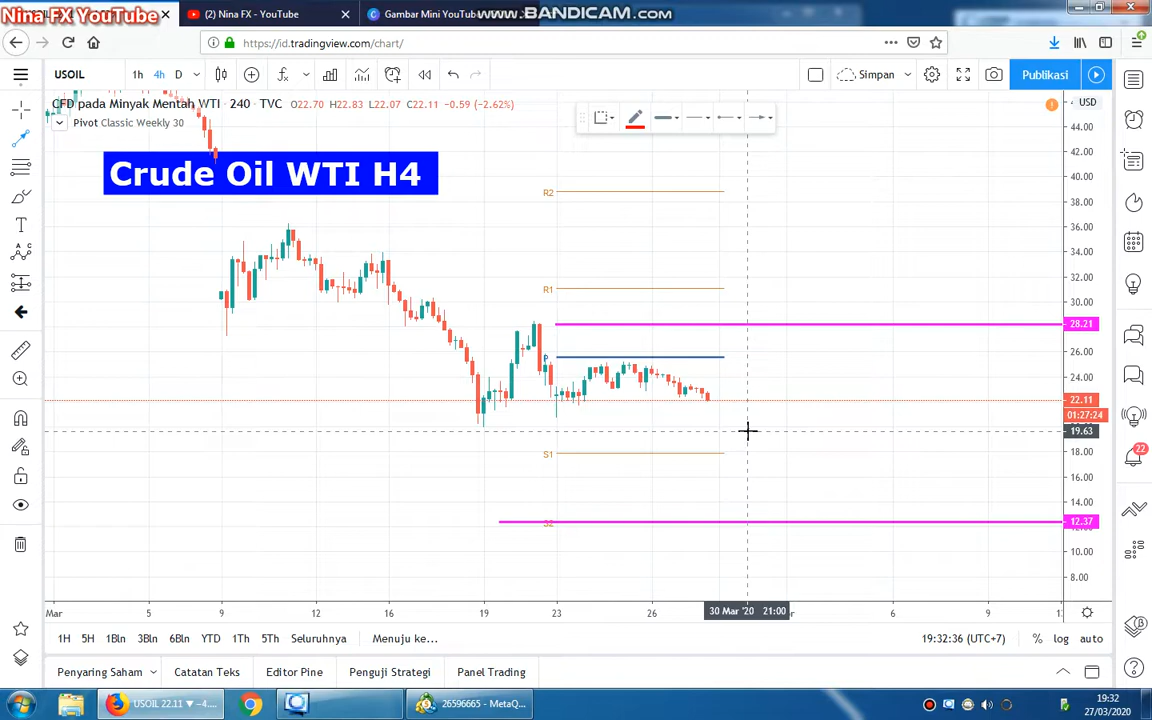 Nina FX YouTube
(2) Nina FX - YouTube
Gambar Mini YouTube
WWW.BANDICAM.COM
https://id.tradingview.com/chart/
USOIL
1h
4h
D
Simpan
Publikasi
CFD pada Minyak Mentah WTI · 240 · TVC O22.70 H22.83 L22.07 C22.11 -0.59 (-2.62%)
Pivot Classic Weekly 30
Crude Oil WTI H4
USD
44.00
42.00
40.00
38.00
36.00
34.00
32.00
30.00
28.21
26.00
24.00
22.11
01:27:24
19.63
18.00
16.00
14.00
12.37
10.00
8.00
R2
R1
P
S1
S2
22
Mar
5
9
12
16
19
23
26
30 Mar '20 21:00
6
9
1H
5H
1Bln
3Bln
6Bln
YTD
1Th
5Th
Seluruhnya
Menuju ke...
19:32:36 (UTC+7)
%
log
auto
Penyaring Saham
Catatan Teks
Editor Pine
Penguji Strategi
Panel Trading
USOIL 22.11 ▼ −4....
26596665 - MetaQ...
19:32
27/03/2020